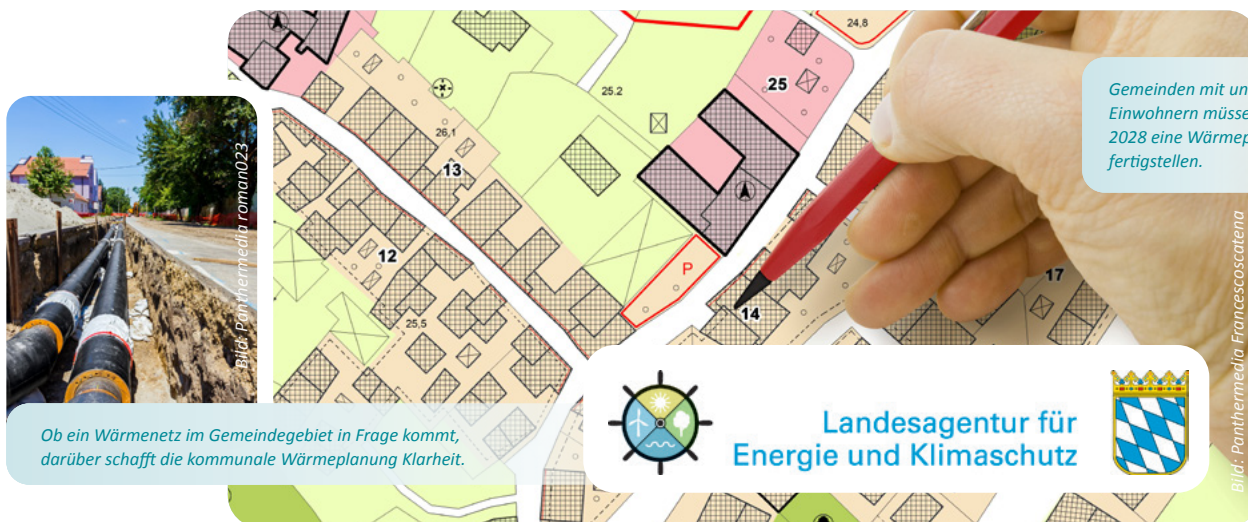 24,8
25
25.2
Gemeinden mit un
Einwohnern müsse
2028 eine Wärmep
fertigstellen.
26,1
13
Bild: Panthermedia roman023
12
P
17
14
25,5
Bild: Panthermedia Francescoscatena
Landesagentur für
Energie und Klimaschutz
Ob ein Wärmenetz im Gemeindegebiet in Frage kommt,
darüber schafft die kommunale Wärmeplanung Klarheit.